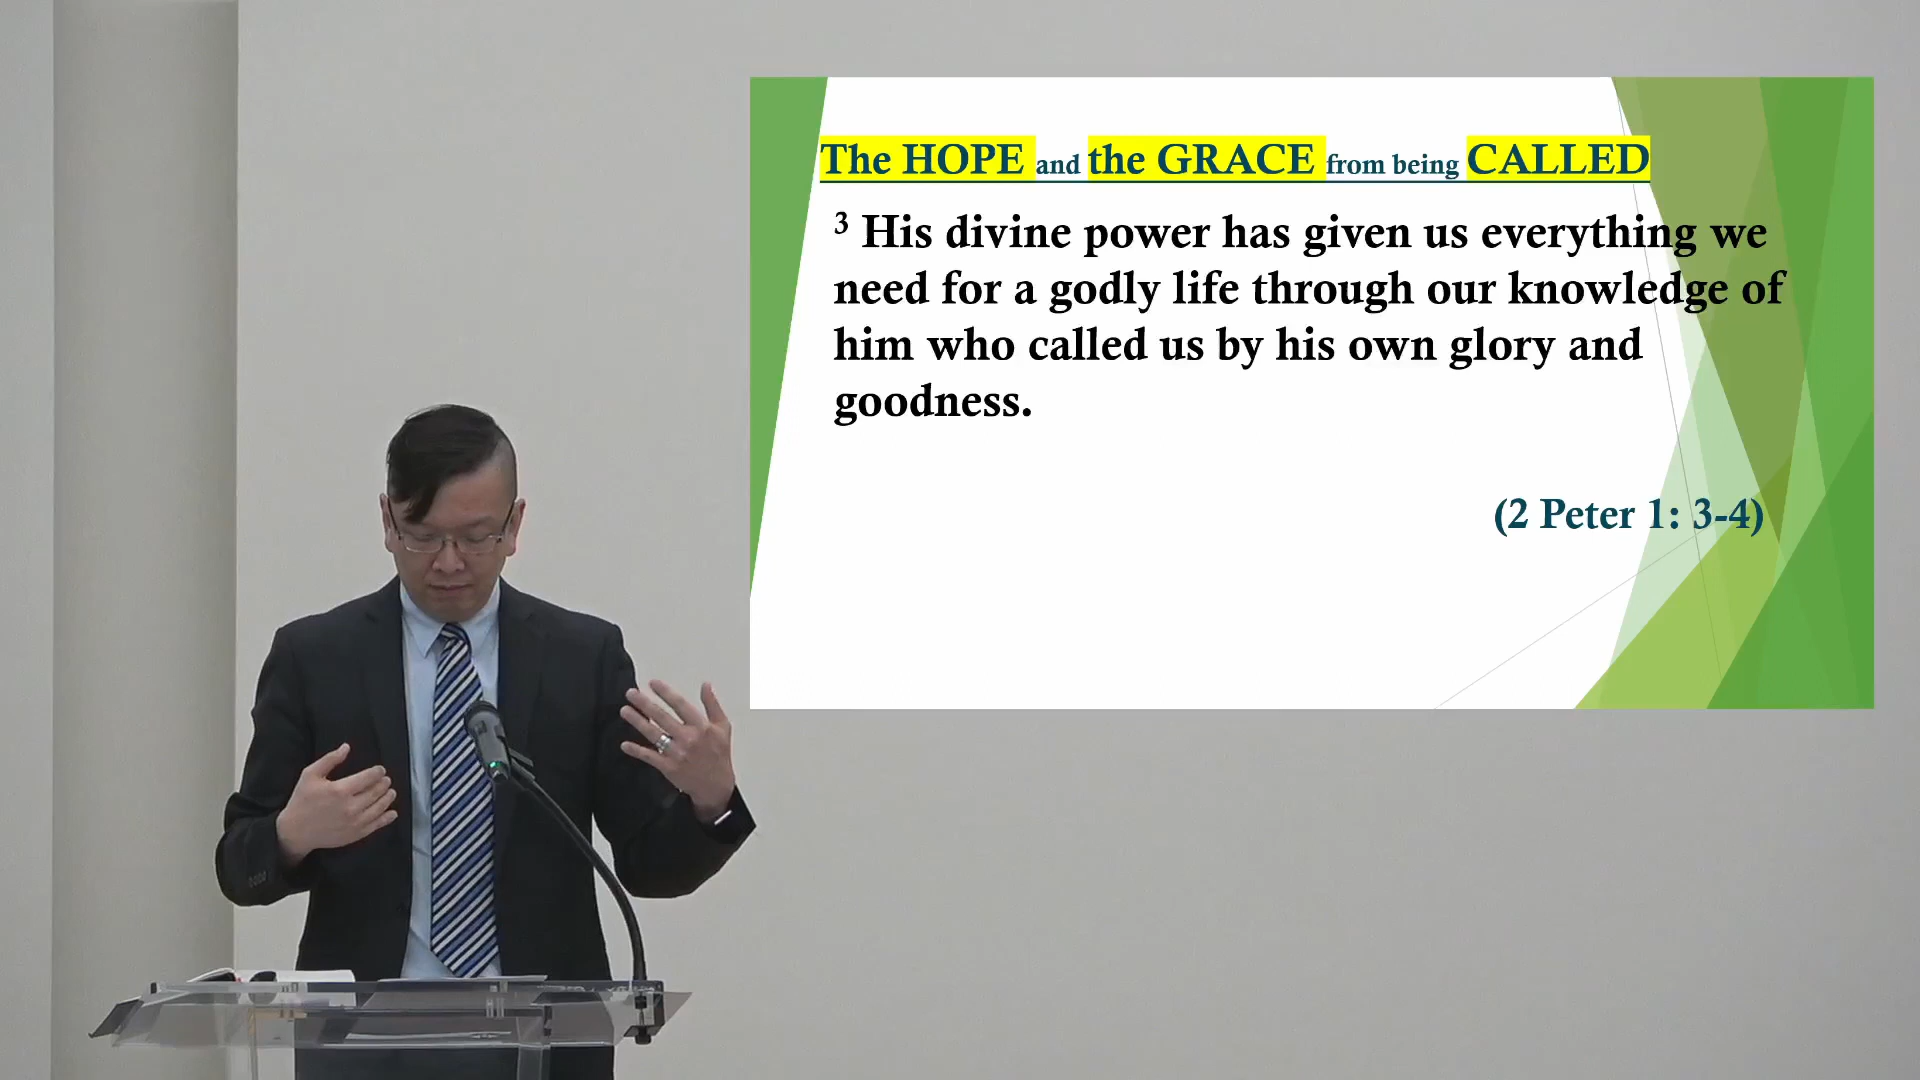 The HOPE and the GRACE from being CALLED
3 His divine power has given us everything we
need for a godly life through our knowledge of
him who called us by his own glory and
goodness.
(2 Peter 1: 3-4)